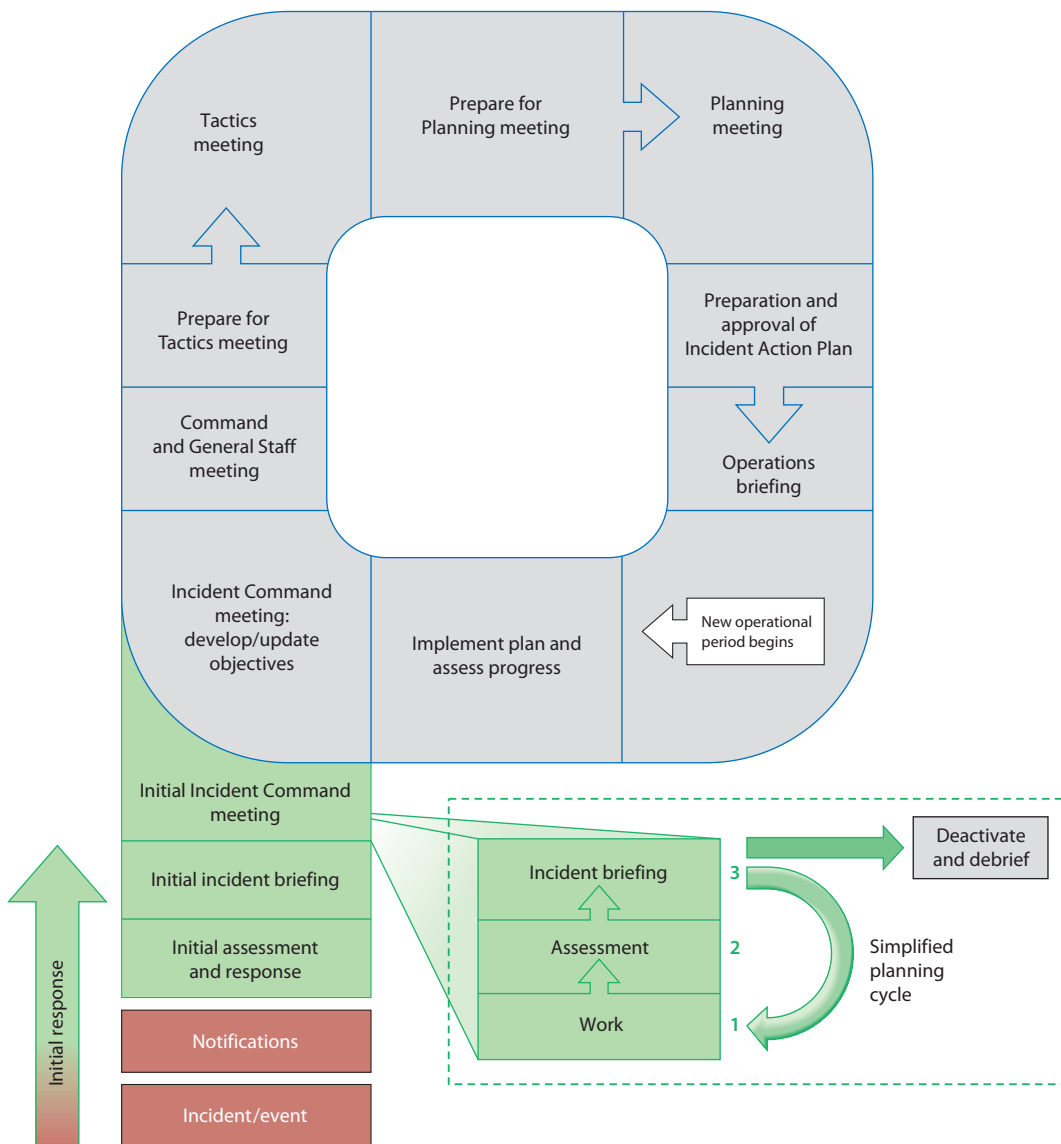 Tactics
meeting
Prepare for
Planning meeting
Planning
meeting
Prepare for
Tactics meeting
Preparation and
approval of
Incident Action Plan
Command
and General Staff
meeting
Operations
briefing
Incident Command
meeting:
develop/update
objectives
Implement plan and
assess progress
New operational
period begins
Initial Incident Command
meeting
Initial incident briefing
Initial assessment
and response
Notifications
Incident/event
Initial response
Incident briefing
3
Assessment
2
Work
1
Deactivate
and debrief
Simplified
planning
cycle